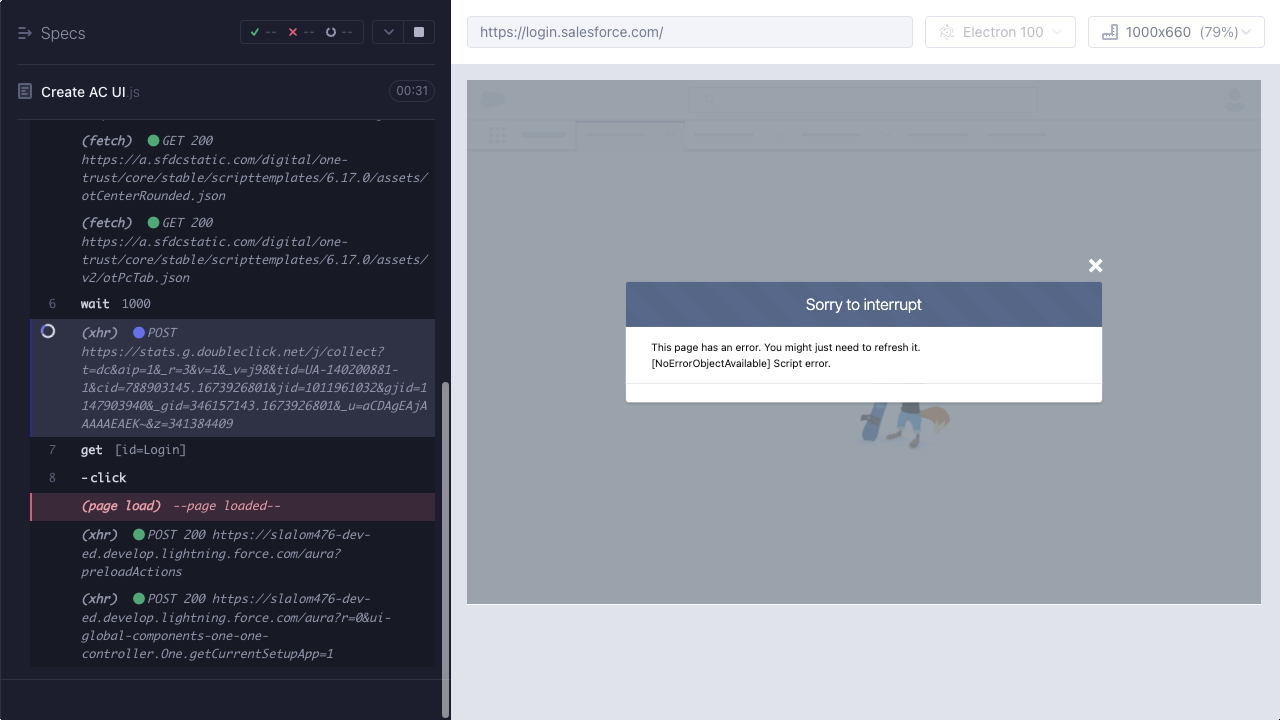 Specs
-- -- --
Create AC UI.js
00:31
(fetch) GET 200
https://a.sfdcstatic.com/digital/one-
trust/core/stable/scripttemplates/6.17.0/assets/
otCenterRounded.json
(fetch) GET 200
https://a.sfdcstatic.com/digital/one-
trust/core/stable/scripttemplates/6.17.0/assets/
v2/otPcTab.json
6 wait 1000
(xhr) POST
https://stats.g.doubleclick.net/j/collect?
t=dc&aip=1&_r=3&v=1&_v=j98&tid=UA-140200881-
1&cid=788903145.1673926801&jid=1011961032&gjid=1
147903940&_gid=346157143.1673926801&_u=aCDAgEAjA
AAAAEAEK~&z=341384409
7 get [id=Login]
8 -click
(page load) --page loaded--
(xhr) POST 200 https://slalom476-dev-
ed.develop.lightning.force.com/aura?
preloadActions
(xhr) POST 200 https://slalom476-dev-
ed.develop.lightning.force.com/aura?r=0&ui-
global-components-one-one-
controller.One.getCurrentSetupApp=1
https://login.salesforce.com/
Electron 100
1000x660 (79%)
Sorry to interrupt
This page has an error. You might just need to refresh it.
[NoErrorObjectAvailable] Script error.